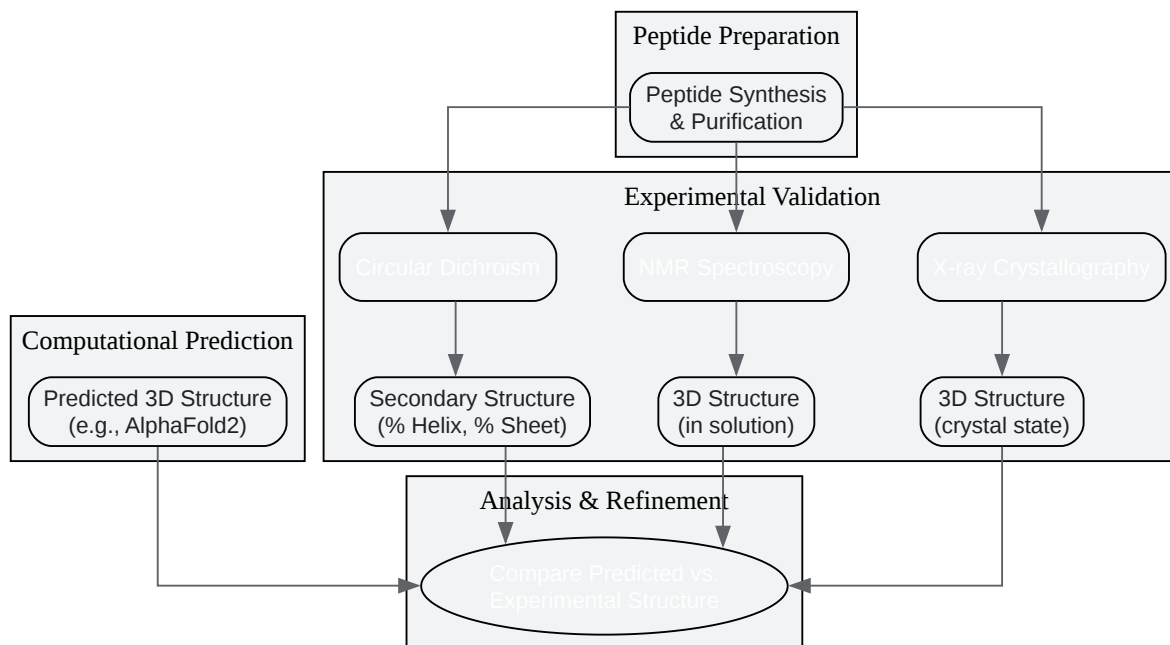 Peptide Preparation
Peptide Synthesis
& Purification
Experimental Validation
Circular Dichroism
NMR Spectroscopy
X-ray Crystallography
Computational Prediction
Predicted 3D Structure
(e.g., AlphaFold2)
Secondary Structure
(% Helix, % Sheet)
3D Structure
(in solution)
3D Structure
(crystal state)
Analysis & Refinement
Compare Predicted vs.
Experimental Structure